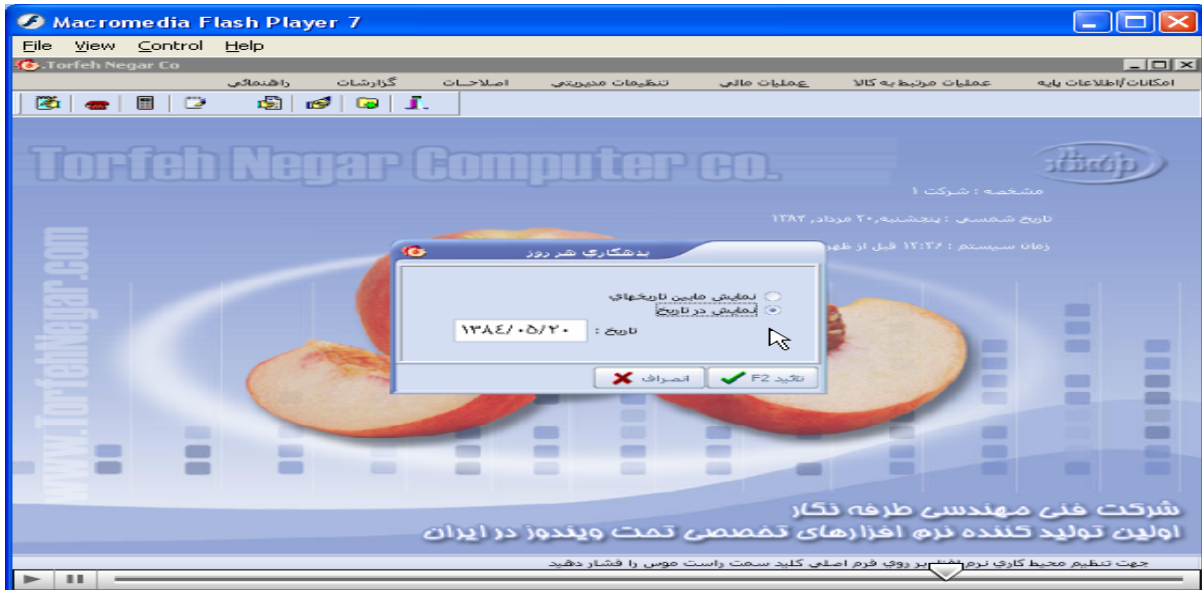 Macromedia Flash Player 7
File View Control Help
Torfeh Negar Co.
امکانات/اطلاعات پایه عملیات مرتبط به کالا عملیات مالی تنظیمات مدیریتی اصلاحات گزارشات راهنمائی
Torfeh Negar Computer co.
مشخصه : شرکت ۱
تاریخ شمسی : پنجشنبه, ۲۰ مرداد, ۱۳۸۴
زمان سیستم : ۱۲:۲۶ قبل از ظهر
www.TorfehNegar.com
بدهکاری هر روز
نمایش مابین تاریخهای
نمایش در تاریخ
تاریخ : ۱۳۸٤/۰۵/۲۰
تائید F2 انصراف
شرکت فنی مهندسی طرفه نگار
اولین تولید کننده نرم افزارهای تخصصی تحت ویندوز در ایران
جهت تنظیم محیط کاری نرم افزار بر روی فرم اصلی کلید سمت راست موس را فشار دهید